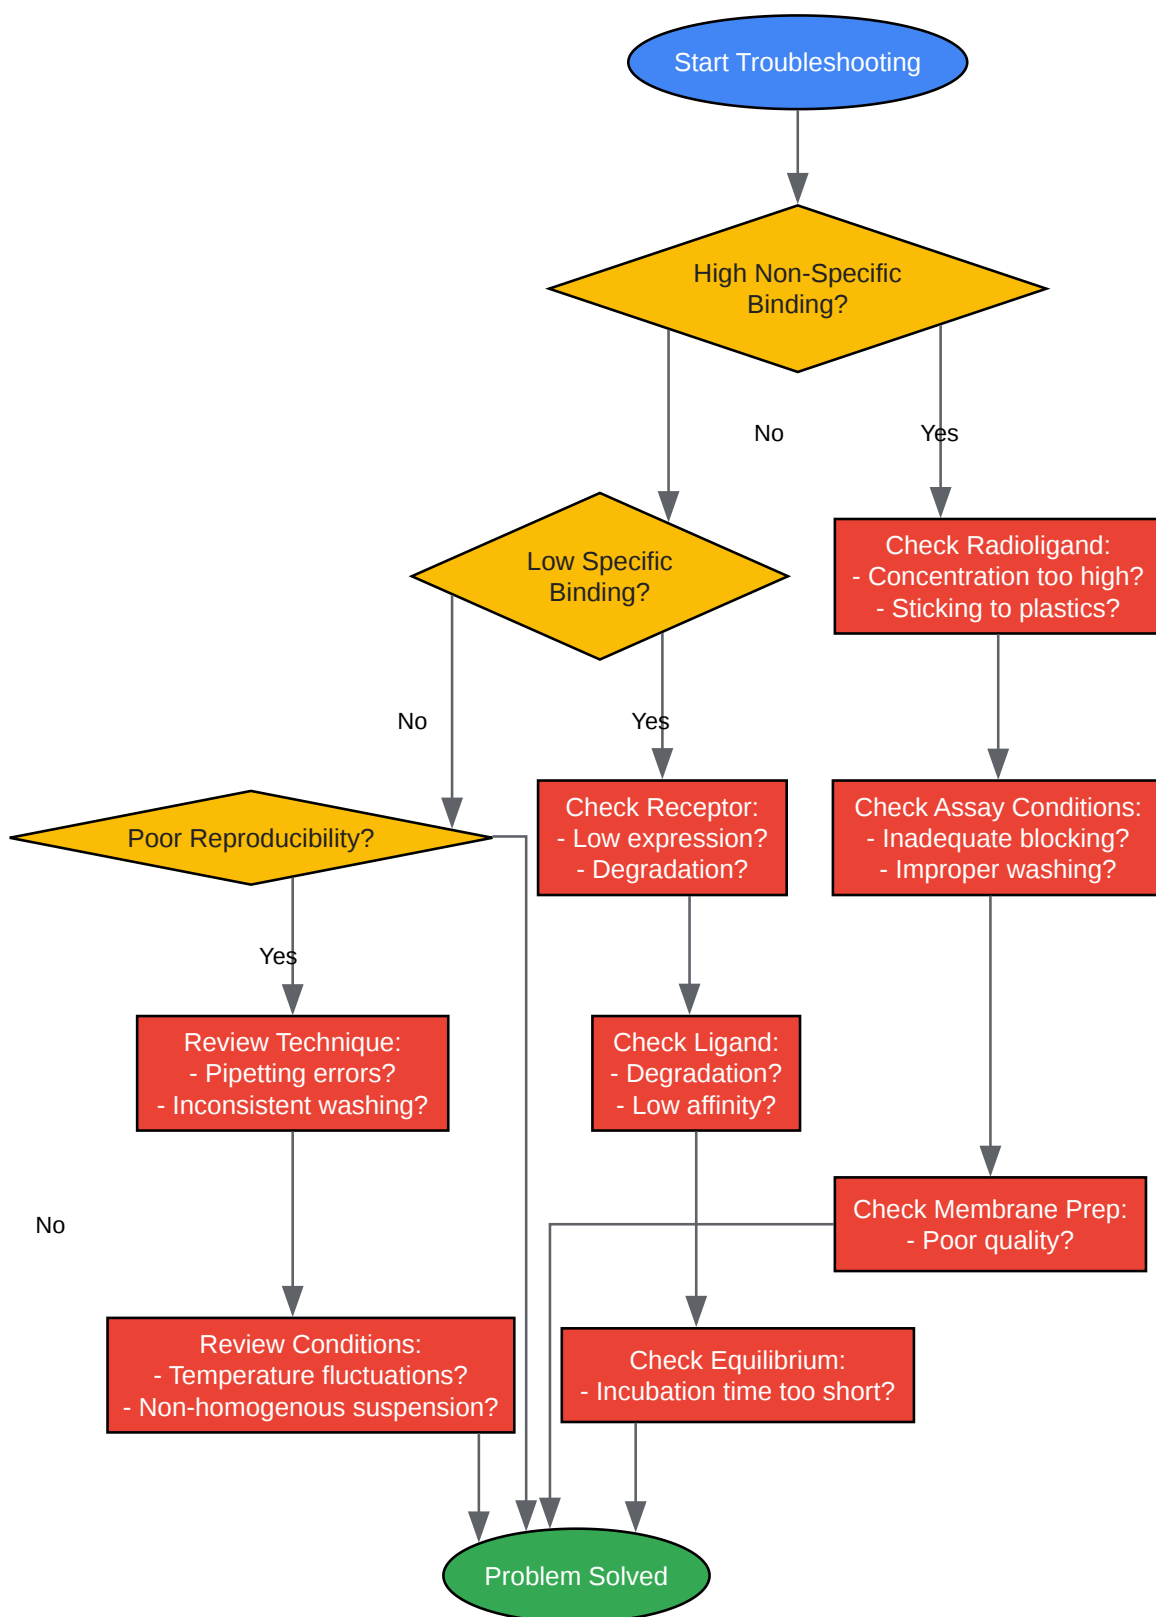 Start Troubleshooting
High Non-Specific
Binding?
No
Yes
Low Specific
Binding?
Check Radioligand:
- Concentration too high?
- Sticking to plastics?
No
Yes
Poor Reproducibility?
Check Receptor:
- Low expression?
- Degradation?
Check Assay Conditions:
- Inadequate blocking?
- Improper washing?
Yes
Review Technique:
- Pipetting errors?
- Inconsistent washing?
Check Ligand:
- Degradation?
- Low affinity?
No
Check Membrane Prep:
- Poor quality?
Review Conditions:
- Temperature fluctuations?
- Non-homogenous suspension?
Check Equilibrium:
- Incubation time too short?
Problem Solved